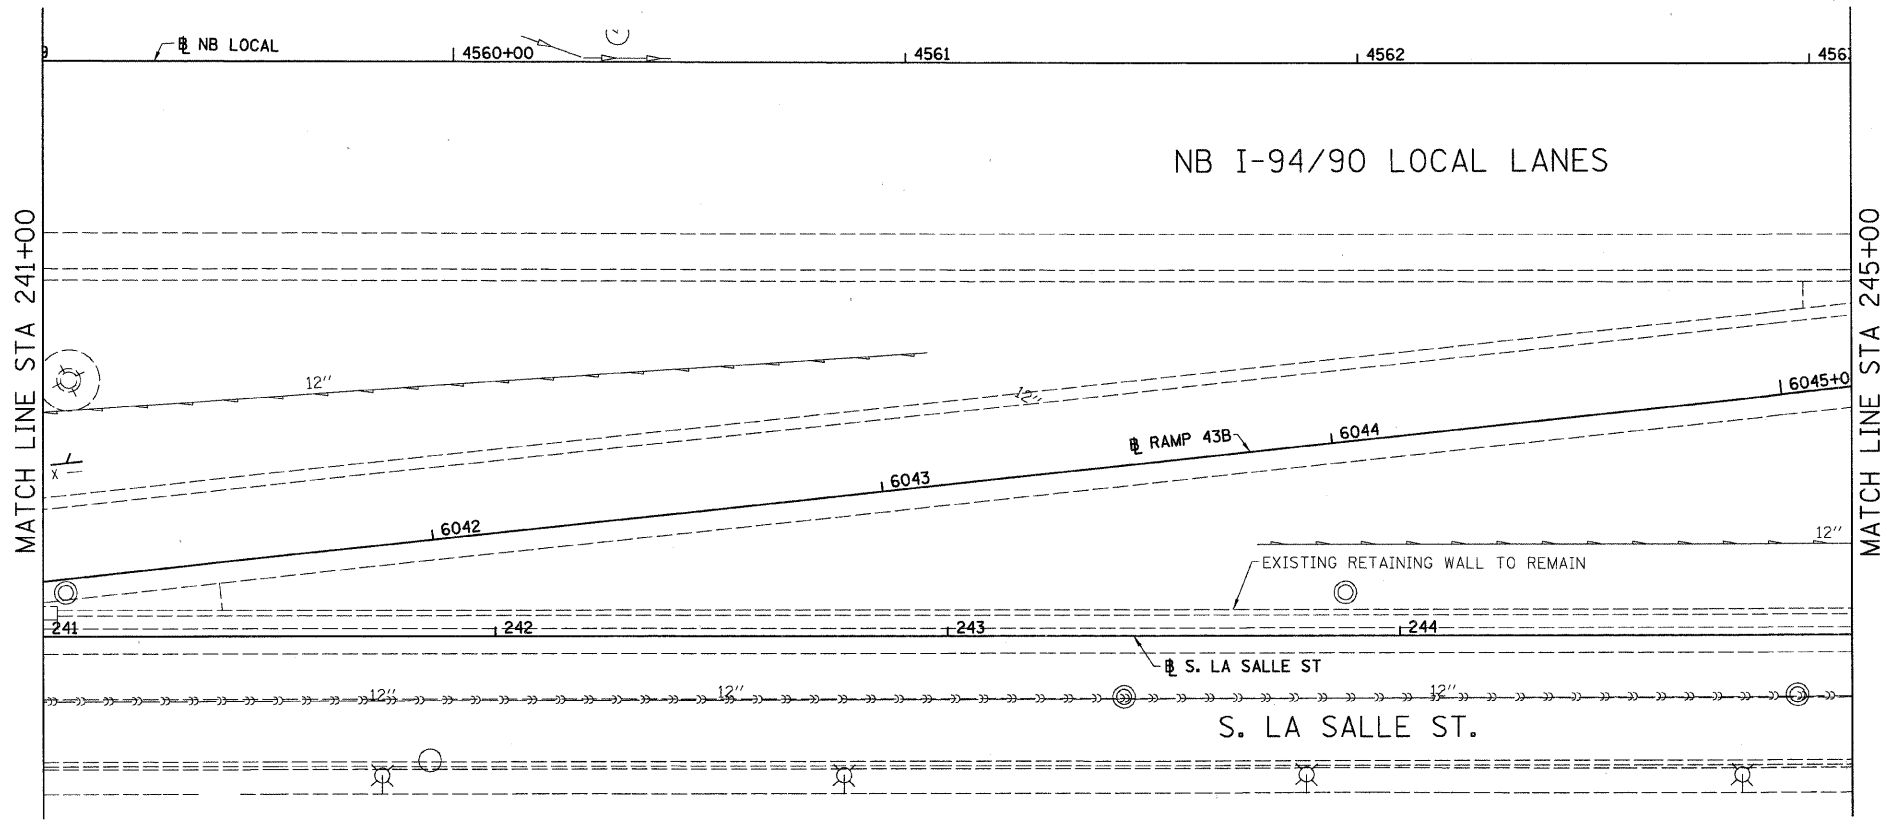 9
℄ NB LOCAL
4560+00
4561
4562
456
NB I-94/90 LOCAL LANES
MATCH LINE STA 241+00
MATCH LINE STA 245+00
12''
12''
6045+0
℄ RAMP 43B
6044
6043
X
6042
12''
EXISTING RETAINING WALL TO REMAIN
241
242
243
244
℄ S. LA SALLE ST
12''
12''
12''
S. LA SALLE ST.